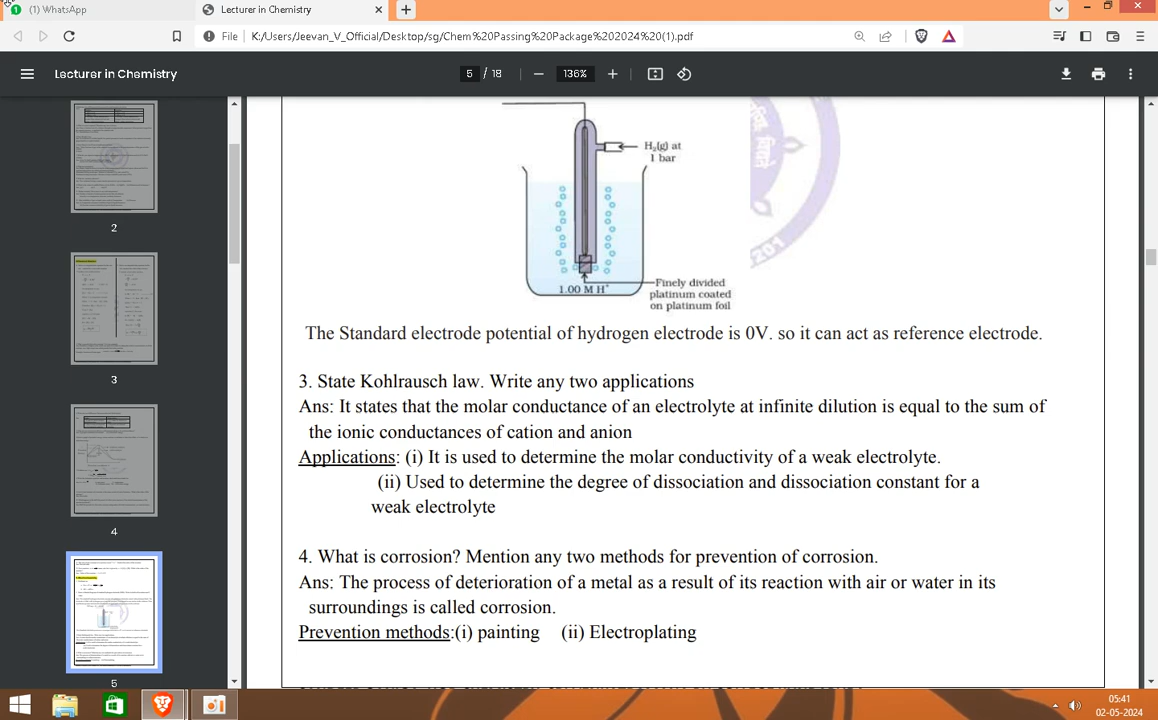 (1) WhatsApp
Lecturer in Chemistry
File K:/Users/Jeevan_V_Official/Desktop/sg/Chem%20Passing%20Package%202024%20(1).pdf
Lecturer in Chemistry
5 / 18
136%
2
3
4
5
H₂(g) at
1 bar
1.00 M H⁺
Finely divided
platinum coated
on platinum foil
201
The Standard electrode potential of hydrogen electrode is 0V. so it can act as reference electrode.
3. State Kohlrausch law. Write any two applications
Ans: It states that the molar conductance of an electrolyte at infinite dilution is equal to the sum of
the ionic conductances of cation and anion
Applications: (i) It is used to determine the molar conductivity of a weak electrolyte.
(ii) Used to determine the degree of dissociation and dissociation constant for a
weak electrolyte
4. What is corrosion? Mention any two methods for prevention of corrosion.
Ans: The process of deterioration of a metal as a result of its reaction with air or water in its
surroundings is called corrosion.
Prevention methods:(i) painting (ii) Electroplating
05:41
02-05-2024